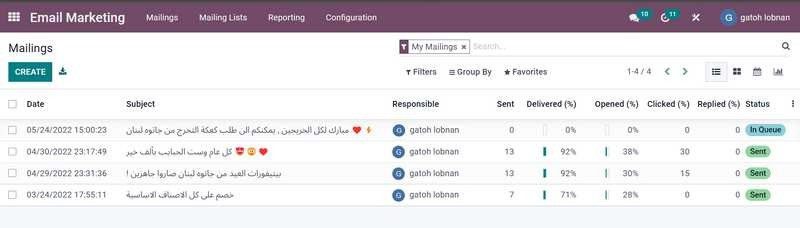 Email Marketing Mailings Mailing Lists Reporting Configuration 10 11 G gatoh lobnan
Mailings My Mailings × Search...
CREATE Filters Group By Favorites 1-4 / 4
Date Subject Responsible Sent Delivered (%) Opened (%) Clicked (%) Replied (%) Status
05/24/2022 15:00:23 مبارك لكل الخريجين , يمكنكم الن طلب كعكة التخرج من جاتوه لبنان ❤️ ⚡ G gatoh lobnan 0 0% 0% 0 0 In Queue
04/30/2022 23:17:49 كل عام وست الحبايب بألف خير 😍 ❤️ G gatoh lobnan 13 92% 38% 30 0 Sent
04/29/2022 23:31:36 بيتيفورات العيد من جاتوه لبنان صاروا جاهزين ! G gatoh lobnan 13 92% 30% 15 0 Sent
03/24/2022 17:55:11 خصم على كل الاصناف الاساسية G gatoh lobnan 7 71% 28% 0 0 Sent